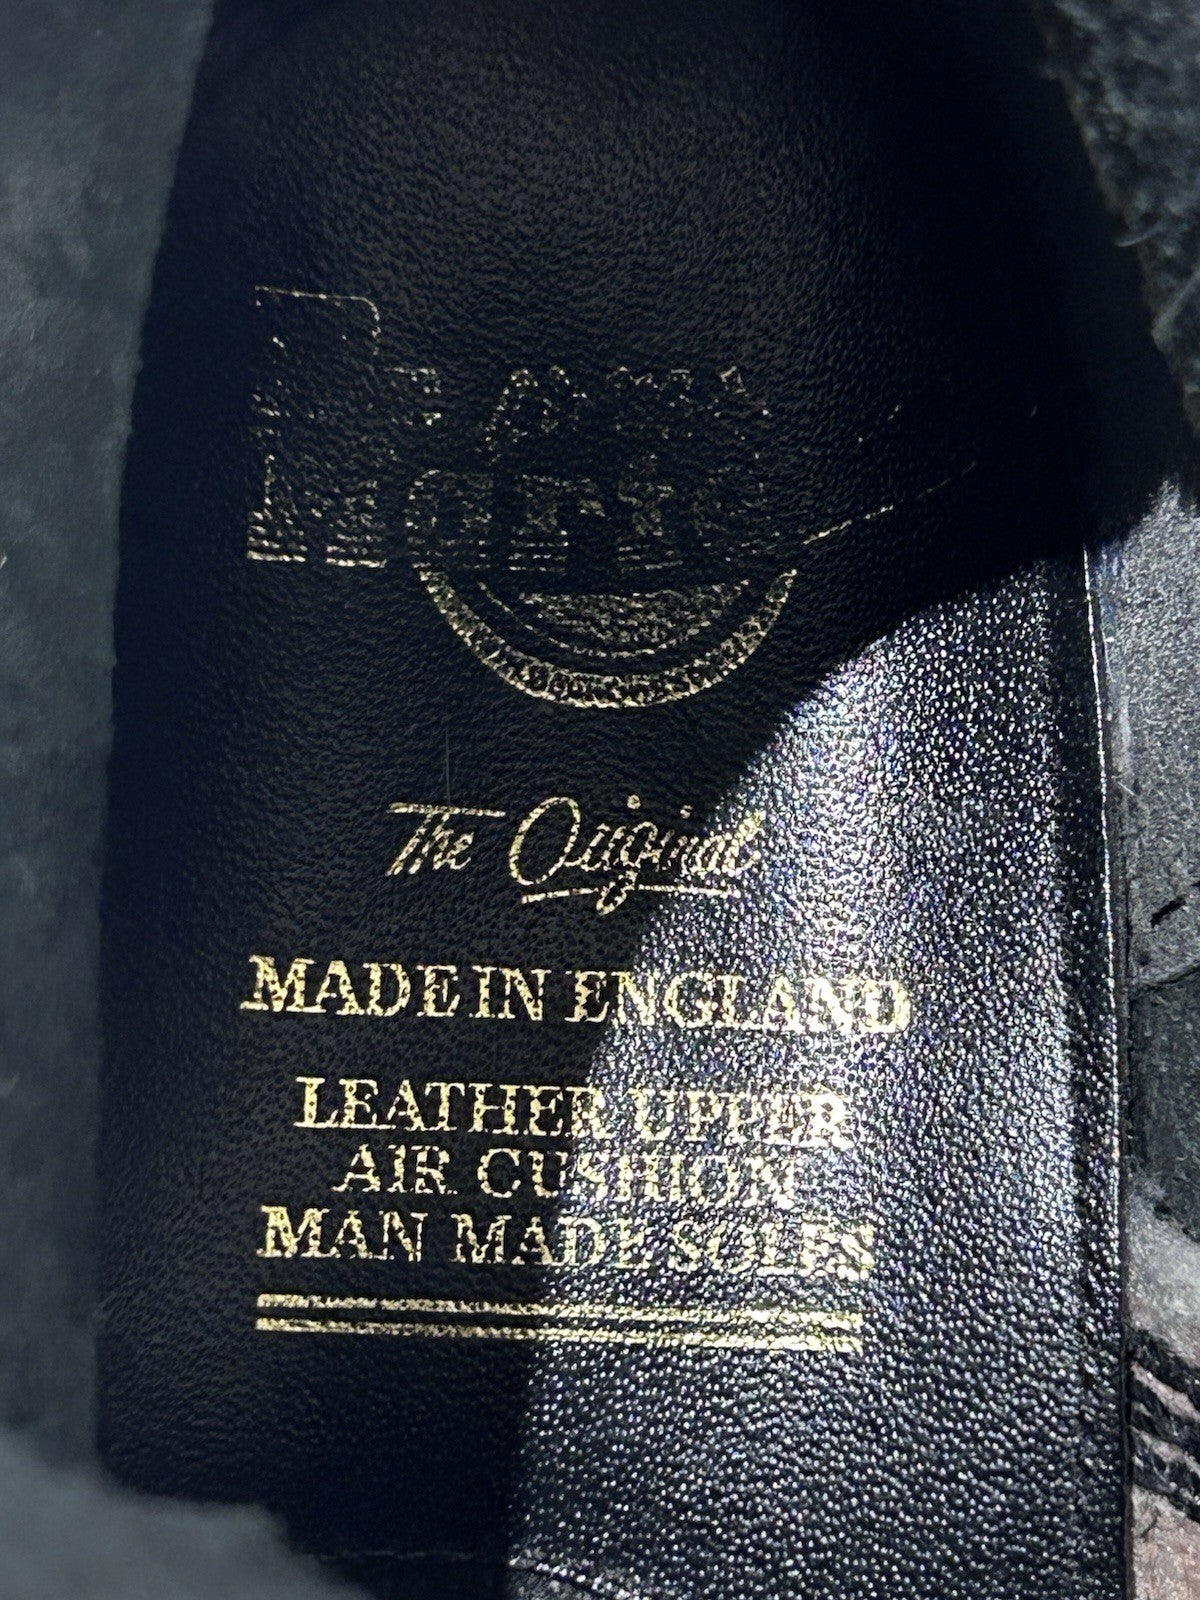 The Original
MADE IN ENGLAND
LEATHER UPPER
AIR CUSHION
MAN MADE SOLES